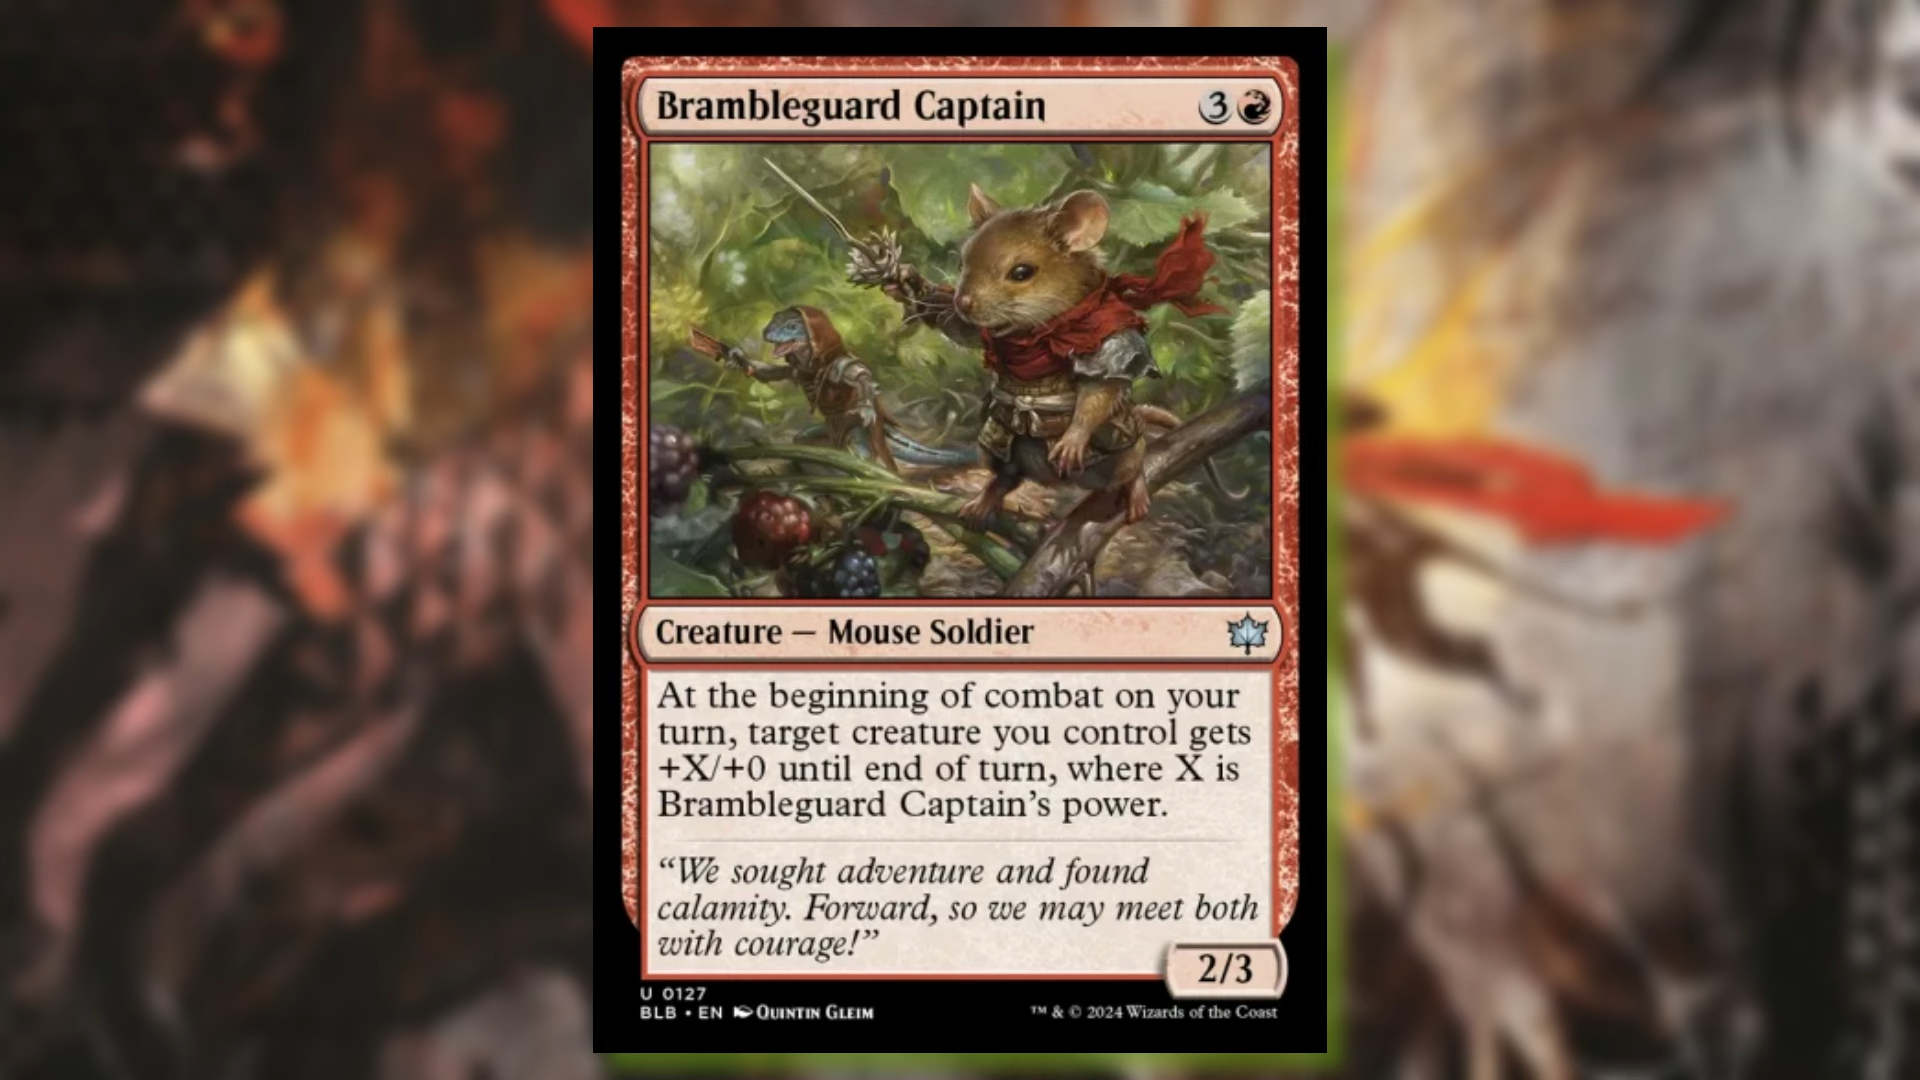 Brambleguard Captain 3
Creature — Mouse Soldier
At the beginning of combat on your
turn, target creature you control gets
+X/+0 until end of turn, where X is
Brambleguard Captain's power.
“We sought adventure and found
calamity. Forward, so we may meet both
with courage!”
2/3
U 0127
BLB • EN Quintin Gleim
™ & © 2024 Wizards of the Coast